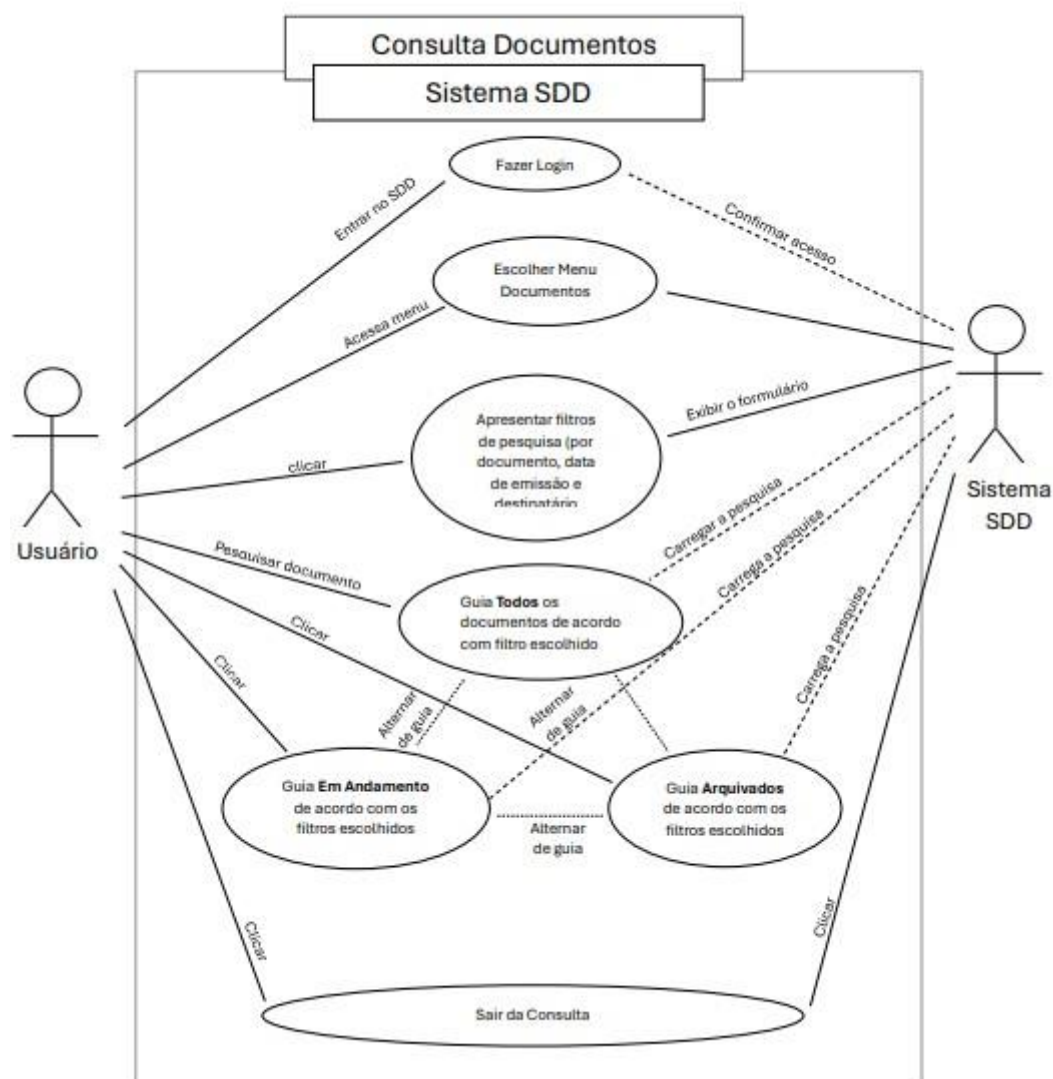 Consulta Documentos
Sistema SDD
Fazer Login
Entrar no SDD
Confirmar acesso
Escolher Menu
Documentos
Acessa menu
Apresentar filtros
de pesquisa (por
documento, data
de emissão e
destinatário
Exibir o formulário
clicar
Usuário
Sistema
SDD
Pesquisar documento
Carregar a pesquisa
Carrega a pesquisa
Carrega a pesquisa
Guia Todos os
documentos de acordo
com filtro escolhido
Clicar
Clicar
Alternar
de guia
Alternar
de guia
Guia Em Andamento
de acordo com os
filtros escolhidos
Guia Arquivados
de acordo com os
filtros escolhidos
Alternar
de guia
Clicar
Clicar
Sair da Consulta